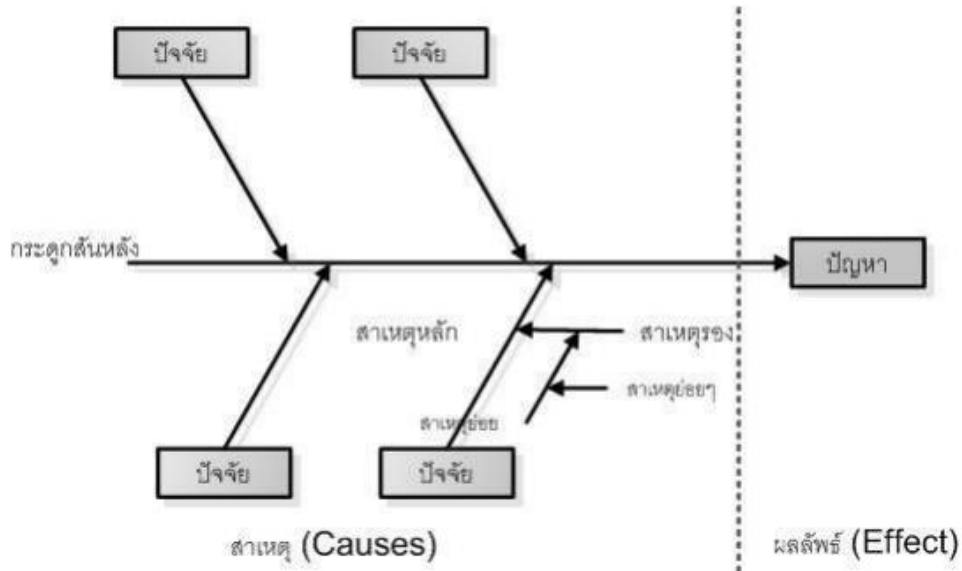 ปัจจัย
ปัจจัย
กระดูกสันหลัง
ปัญหา
สาเหตุหลัก
สาเหตุรอง
สาเหตุย่อยๆ
สาเหตุย่อย
ปัจจัย
ปัจจัย
สาเหตุ (Causes)
ผลลัพธ์ (Effect)